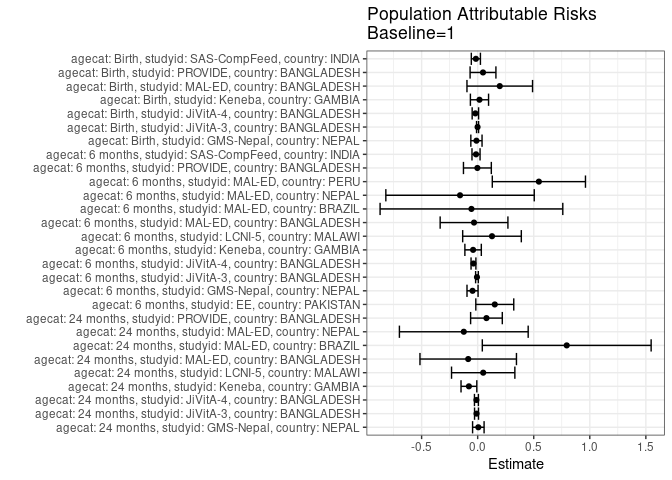 Population Attributable Risks
Baseline=1
agecat: Birth, studyid: SAS-CompFeed, country: INDIA
agecat: Birth, studyid: PROVIDE, country: BANGLADESH
agecat: Birth, studyid: MAL-ED, country: BANGLADESH
agecat: Birth, studyid: Keneba, country: GAMBIA
agecat: Birth, studyid: JiVitA-4, country: BANGLADESH
agecat: Birth, studyid: JiVitA-3, country: BANGLADESH
agecat: Birth, studyid: GMS-Nepal, country: NEPAL
agecat: 6 months, studyid: SAS-CompFeed, country: INDIA
agecat: 6 months, studyid: PROVIDE, country: BANGLADESH
agecat: 6 months, studyid: MAL-ED, country: PERU
agecat: 6 months, studyid: MAL-ED, country: NEPAL
agecat: 6 months, studyid: MAL-ED, country: BRAZIL
agecat: 6 months, studyid: MAL-ED, country: BANGLADESH
agecat: 6 months, studyid: LCNI-5, country: MALAWI
agecat: 6 months, studyid: Keneba, country: GAMBIA
agecat: 6 months, studyid: JiVitA-4, country: BANGLADESH
agecat: 6 months, studyid: JiVitA-3, country: BANGLADESH
agecat: 6 months, studyid: GMS-Nepal, country: NEPAL
agecat: 6 months, studyid: EE, country: PAKISTAN
agecat: 24 months, studyid: PROVIDE, country: BANGLADESH
agecat: 24 months, studyid: MAL-ED, country: NEPAL
agecat: 24 months, studyid: MAL-ED, country: BRAZIL
agecat: 24 months, studyid: MAL-ED, country: BANGLADESH
agecat: 24 months, studyid: LCNI-5, country: MALAWI
agecat: 24 months, studyid: Keneba, country: GAMBIA
agecat: 24 months, studyid: JiVitA-4, country: BANGLADESH
agecat: 24 months, studyid: JiVitA-3, country: BANGLADESH
agecat: 24 months, studyid: GMS-Nepal, country: NEPAL
-0.5 0.0 0.5 1.0 1.5
Estimate